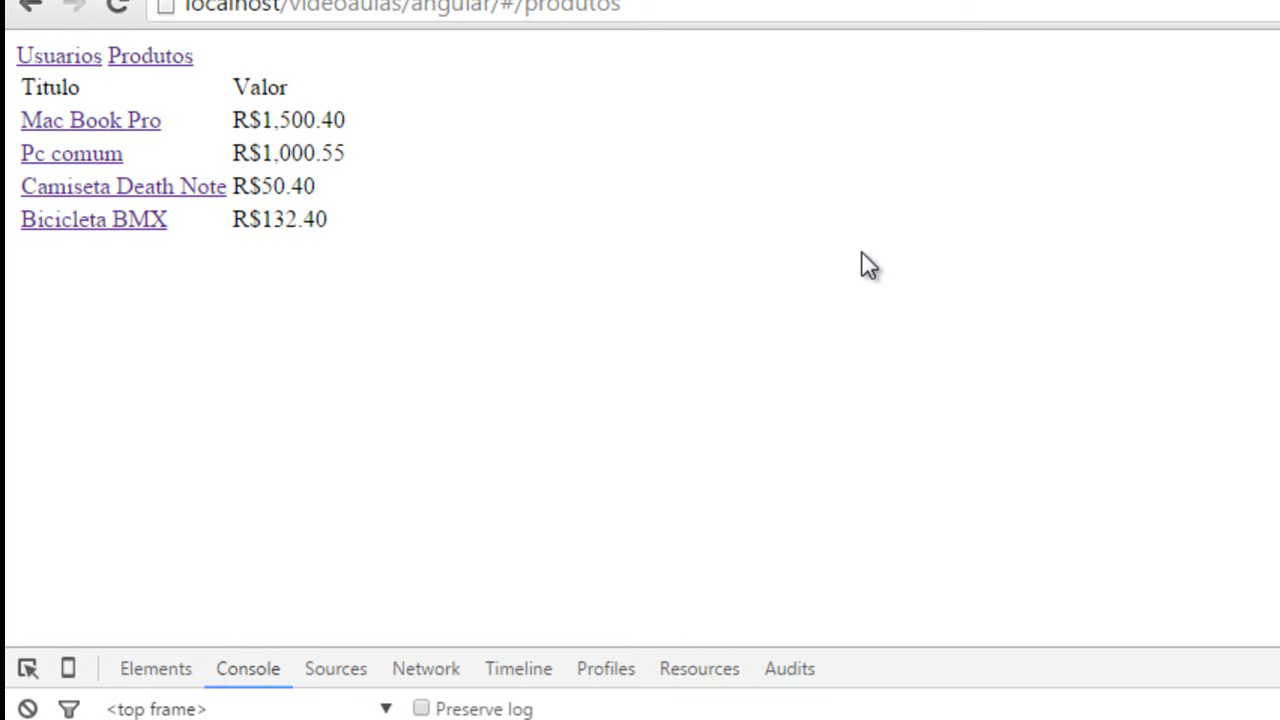 localhost/videoaulas/angular/#/produtos
Usuarios Produtos
Titulo Valor
Mac Book Pro R$1,500.40
Pc comum R$1,000.55
Camiseta Death Note R$50.40
Bicicleta BMX R$132.40
Elements Console Sources Network Timeline Profiles Resources Audits
<top frame> ▼ Preserve log